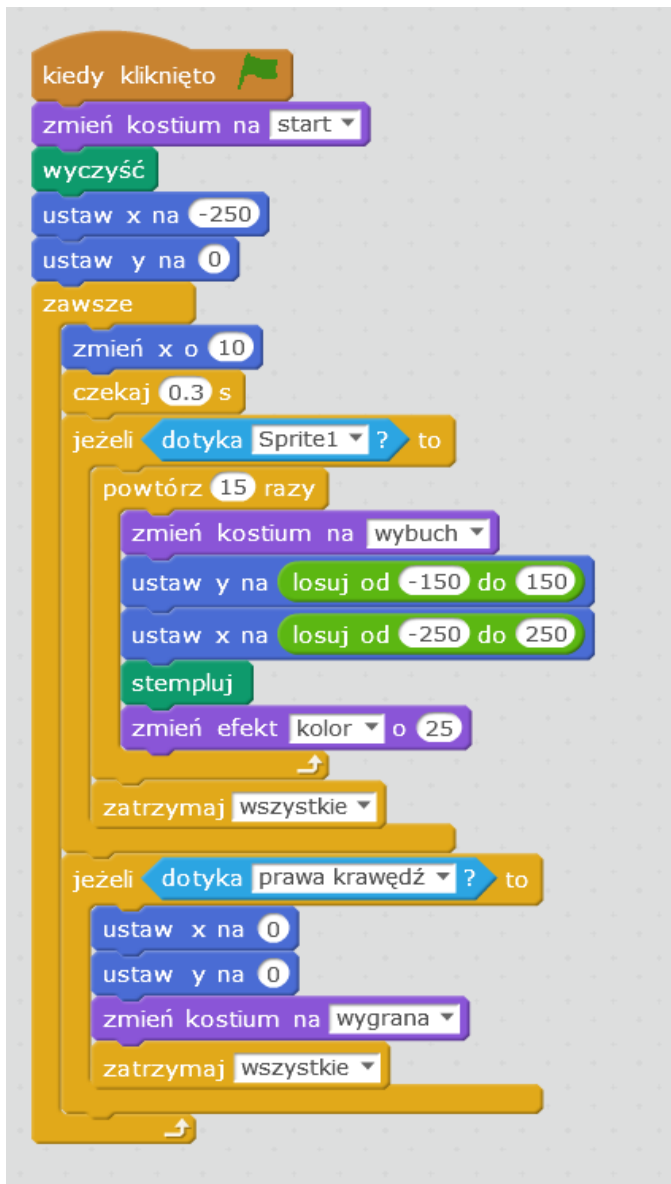 kiedy kliknięto
zmień kostium na start
wyczyść
ustaw x na -250
ustaw y na 0
zawsze
zmień x o 10
czekaj 0.3 s
jeżeli dotyka Sprite1 ? to
powtórz 15 razy
zmień kostium na wybuch
ustaw y na losuj od -150 do 150
ustaw x na losuj od -250 do 250
stempluj
zmień efekt kolor o 25
zatrzymaj wszystkie
jeżeli dotyka prawa krawędź ? to
ustaw x na 0
ustaw y na 0
zmień kostium na wygrana
zatrzymaj wszystkie